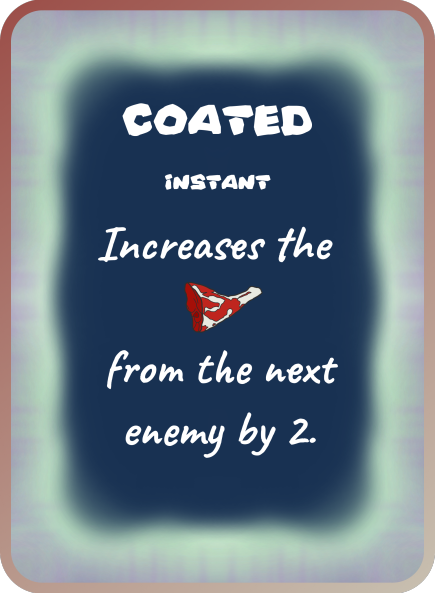 COATED
INSTANT
Increases the
from the next
enemy by 2.